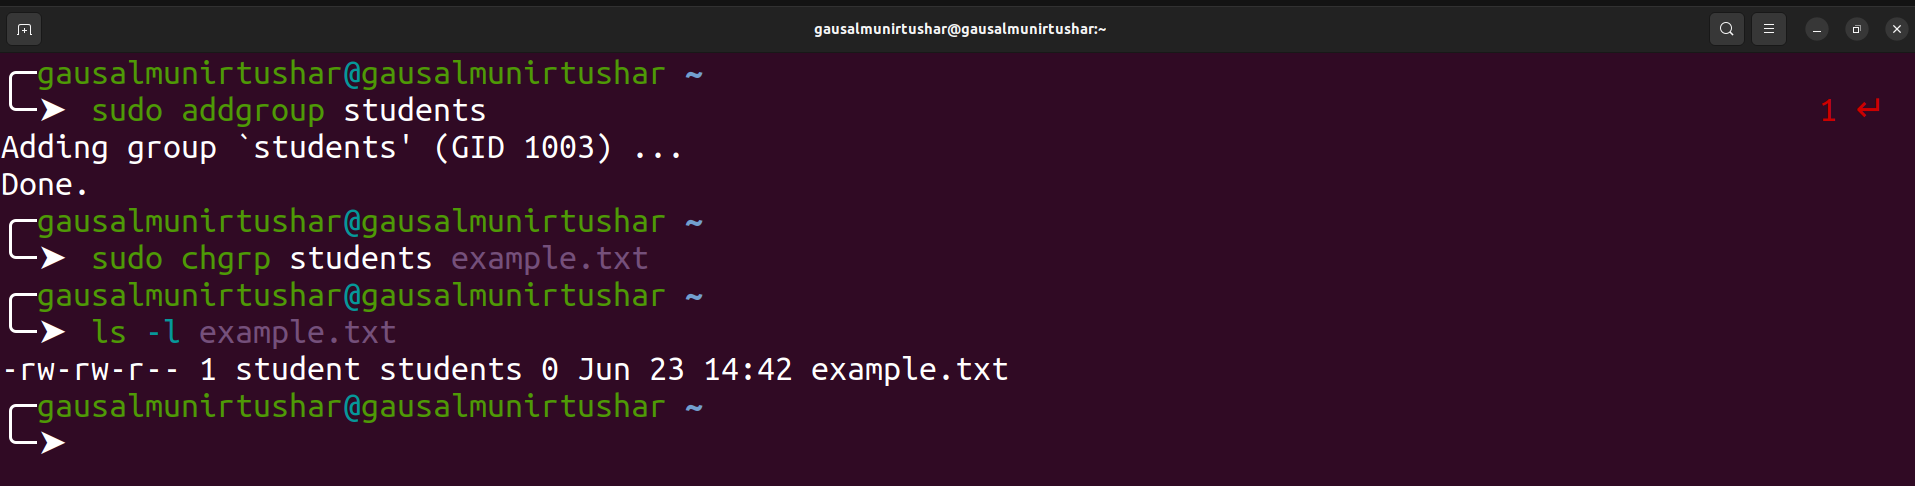 gausalmunirtushar@gausalmunirtushar:~
gausalmunirtushar@gausalmunirtushar ~
➤ sudo addgroup students 1 ↵
Adding group `students' (GID 1003) ...
Done.
gausalmunirtushar@gausalmunirtushar ~
➤ sudo chgrp students example.txt
gausalmunirtushar@gausalmunirtushar ~
➤ ls -l example.txt
-rw-rw-r-- 1 student students 0 Jun 23 14:42 example.txt
gausalmunirtushar@gausalmunirtushar ~
➤